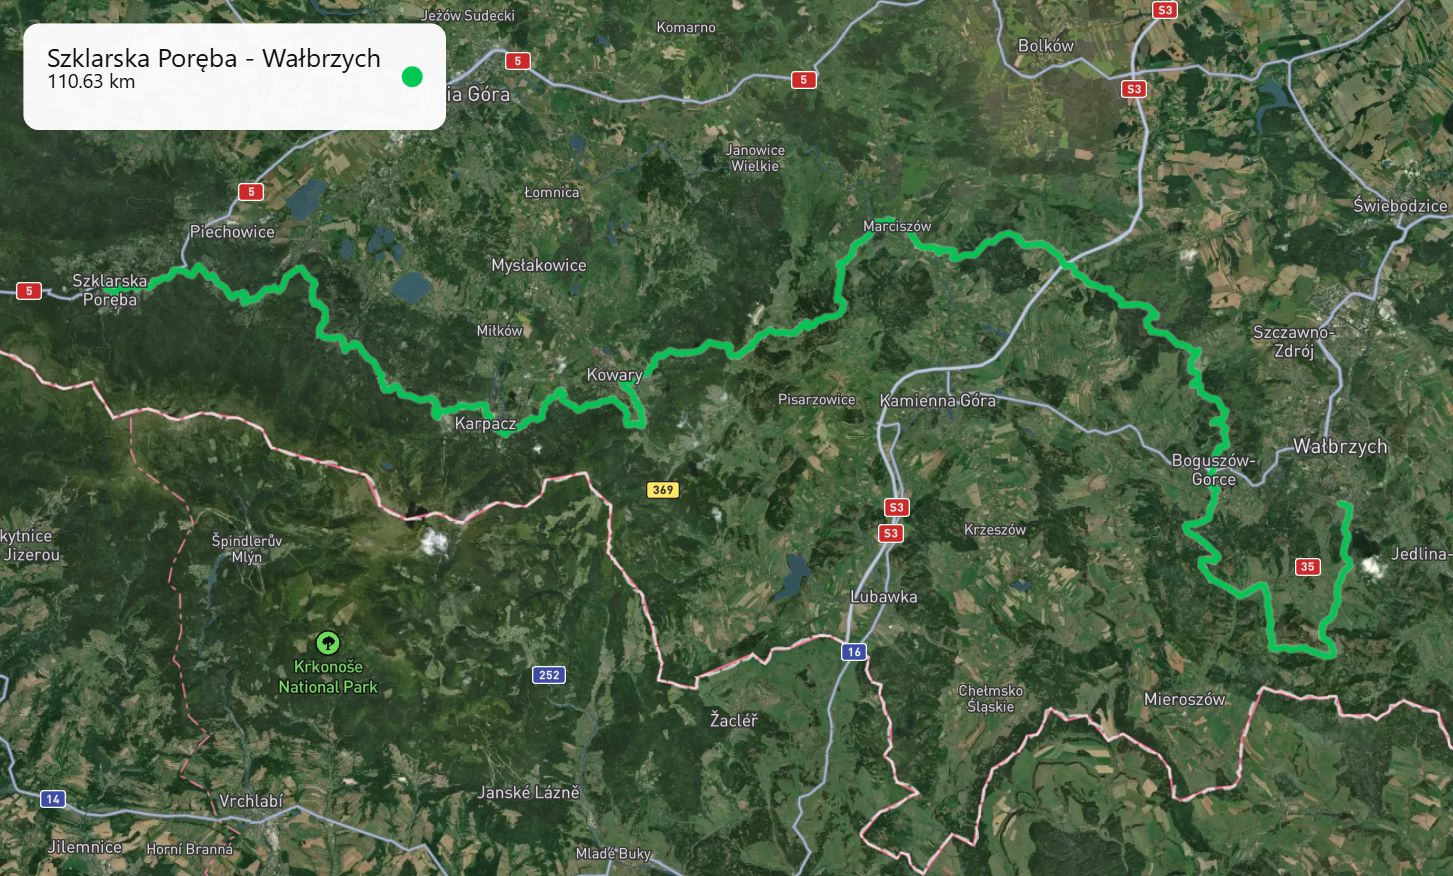 Szklarska Poręba - Wałbrzych
110.63 km
Jeżów Sudecki
Komarno
S3
Bolków
5
5
S3
Góra
Janowice
Wielkie
5
Łomnica
Świebodzice
Piechowice
Marciszów
Mysłakowice
Szklarska
Poręba
5
Miłków
Szczawno-
Zdrój
Kowary
Pisarzowice
Kamienna Góra
Karpacz
Wałbrzych
Boguszów-
Gorce
369
S3
S3
Krzeszów
kytnice
Jizerou
Špindlerův
Mlýn
Jedlina-
35
Lubawka
16
Krkonoše
National Park
252
Chełmsko
Śląskie
Mieroszów
Žacléř
14
Vrchlabí
Janské Lázně
Jilemnice
Horní Branná
Mladé Buky